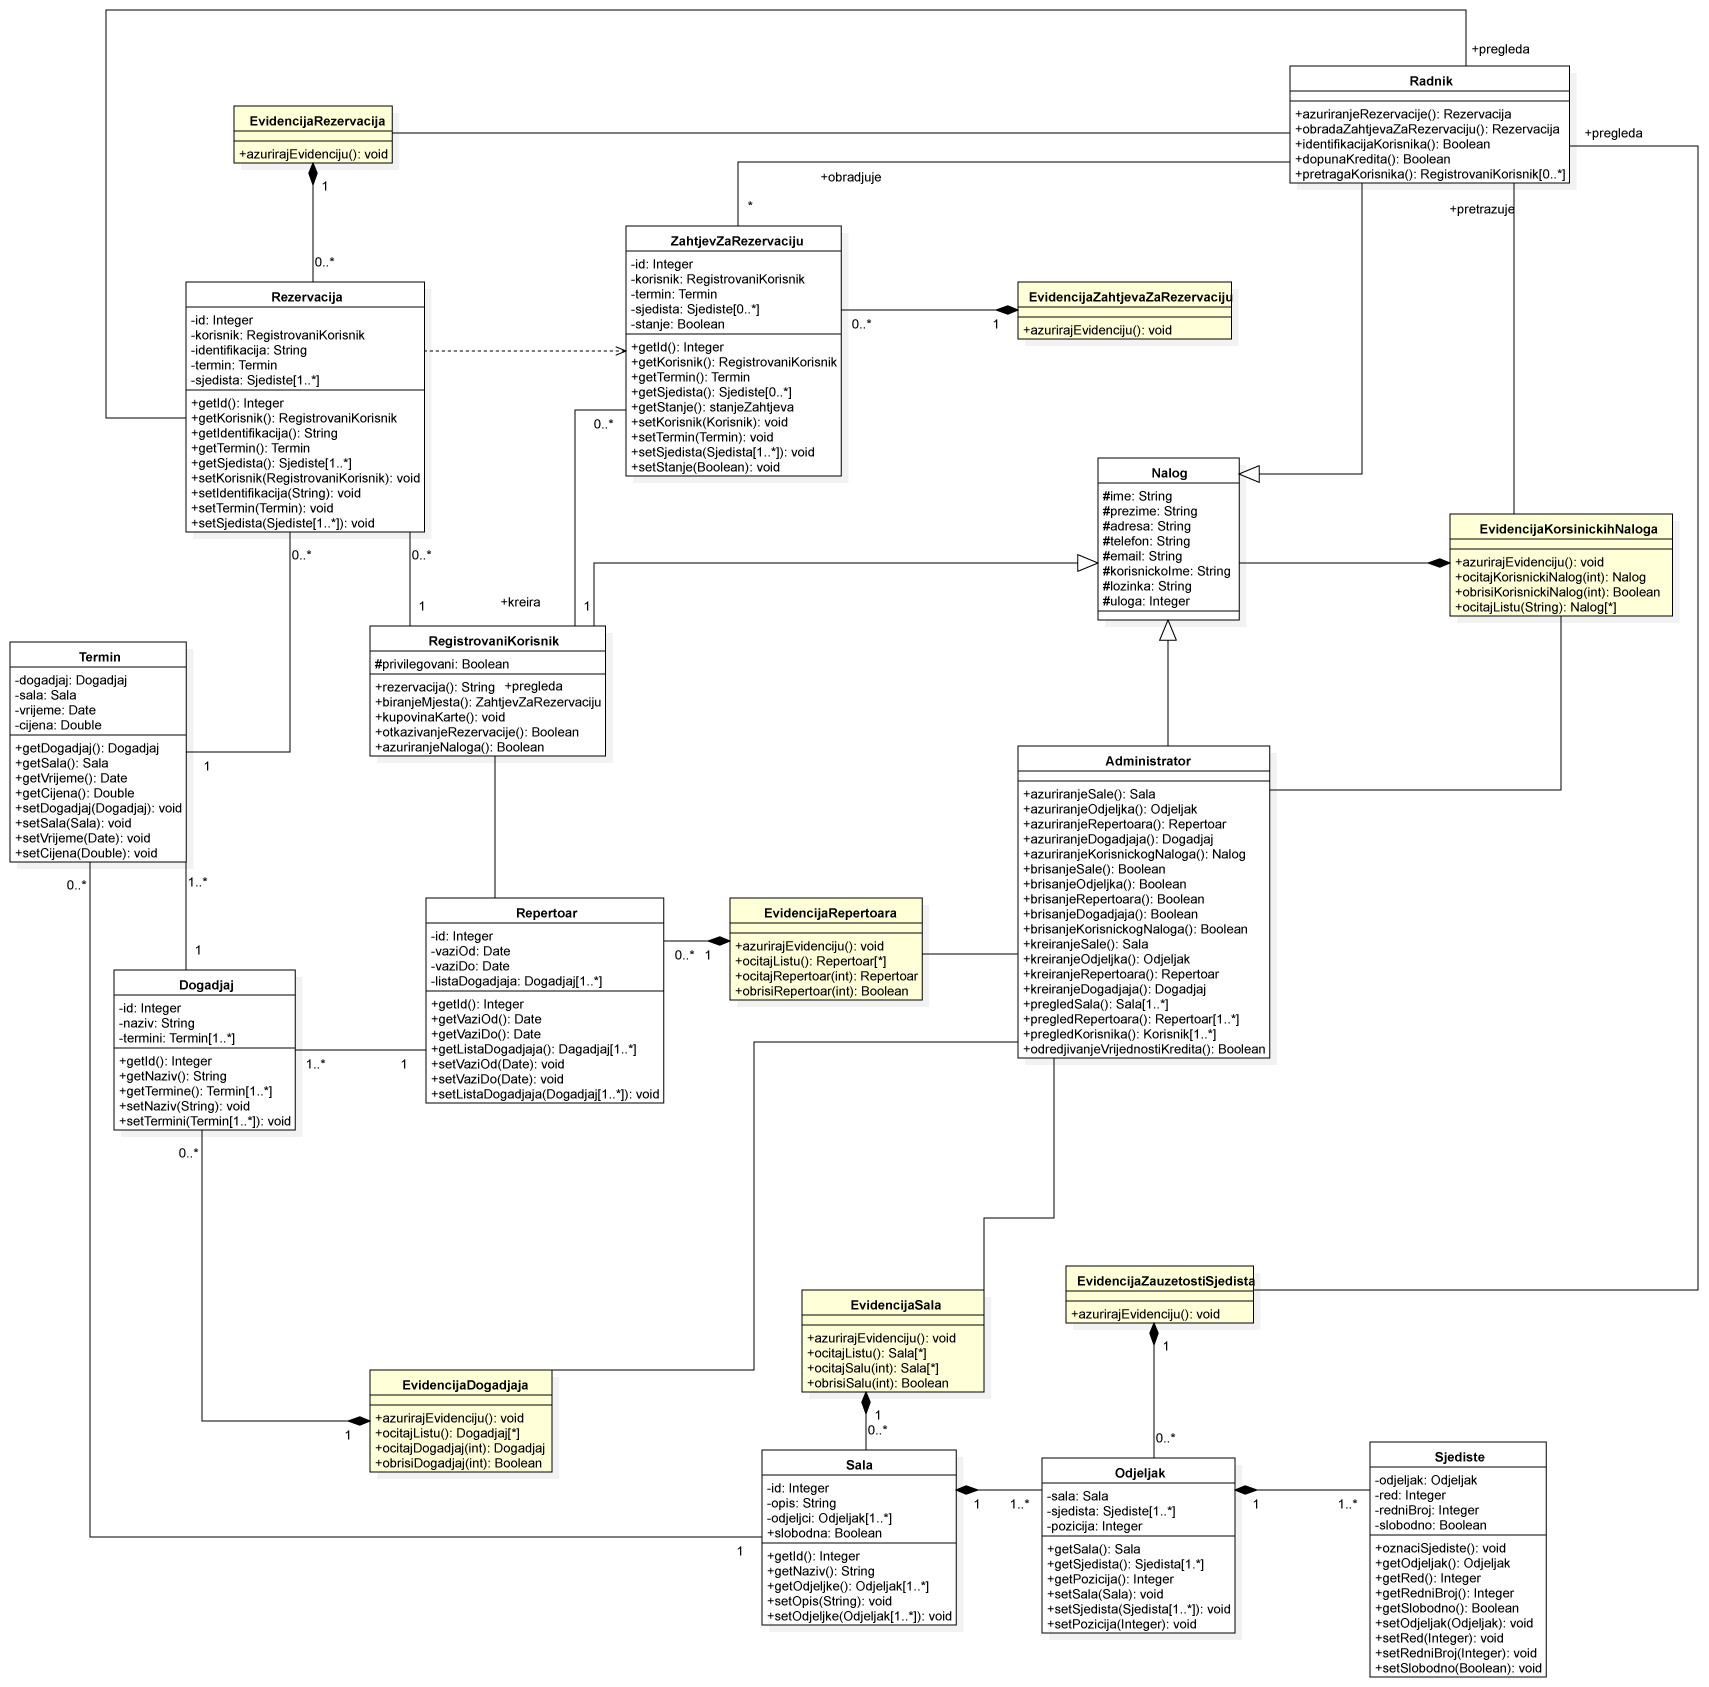 +pregleda
Radnik
+azuriranjeRezervacije(): Rezervacija
+obradaZahtjevaZaRezervaciju(): Rezervacija
+identifikacijaKorisnika(): Boolean
+dopunaKredita(): Boolean
+pretragaKorisnika(): RegistrovaniKorisnik[0..*]
+pregleda
+pretrazuje
+obradjuje
*
EvidencijaRezervacija
+azurirajEvidenciju(): void
1
0..*
ZahtjevZaRezervaciju
-id: Integer
-korisnik: RegistrovaniKorisnik
-termin: Termin
-sjedista: Sjediste[0..*]
-stanje: Boolean
+getId(): Integer
+getKorisnik(): RegistrovaniKorisnik
+getTermin(): Termin
+getSjedista(): Sjediste[0..*]
+getStanje(): stanjeZahtjeva
+setKorisnik(Korisnik): void
+setTermin(Termin): void
+setSjedista(Sjedista[1..*]): void
+setStanje(Boolean): void
0..*
1
EvidencijaZahtjevaZaRezervaciju
+azurirajEvidenciju(): void
Rezervacija
-id: Integer
-korisnik: RegistrovaniKorisnik
-identifikacija: String
-termin: Termin
-sjedista: Sjediste[1..*]
+getId(): Integer
+getKorisnik(): RegistrovaniKorisnik
+getIdentifikacija(): String
+getTermin(): Termin
+getSjedista(): Sjediste[1..*]
+setKorisnik(RegistrovaniKorisnik): void
+setIdentifikacija(String): void
+setTermin(Termin): void
+setSjedista(Sjediste[1..*]): void
0..*
0..*
0..*
1
+kreira
1
Nalog
#ime: String
#prezime: String
#adresa: String
#telefon: String
#email: String
#korisnickoIme: String
#lozinka: String
#uloga: Integer
EvidencijaKorsinickihNaloga
+azurirajEvidenciju(): void
+ocitajKorisnickiNalog(int): Nalog
+obrisiKorisnickiNalog(int): Boolean
+ocitajListu(String): Nalog[*]
RegistrovaniKorisnik
#privilegovani: Boolean
+rezervacija(): String
+pregleda
+biranjeMjesta(): ZahtjevZaRezervaciju
+kupovinaKarte(): void
+otkazivanjeRezervacije(): Boolean
+azuriranjeNaloga(): Boolean
Termin
-dogadjaj: Dogadjaj
-sala: Sala
-vrijeme: Date
-cijena: Double
+getDogadjaj(): Dogadjaj
+getSala(): Sala
+getVrijeme(): Date
+getCijena(): Double
+setDogadjaj(Dogadjaj): void
+setSala(Sala): void
+setVrijeme(Date): void
+setCijena(Double): void
1
0..*
1..*
1
Administrator
+azuriranjeSale(): Sala
+azuriranjeOdjeljka(): Odjeljak
+azuriranjeRepertoara(): Repertoar
+azuriranjeDogadjaja(): Dogadjaj
+azuriranjeKorisnickogNaloga(): Nalog
+brisanjeSale(): Boolean
+brisanjeOdjeljka(): Boolean
+brisanjeRepertoara(): Boolean
+brisanjeDogadjaja(): Boolean
+brisanjeKorisnickogNaloga(): Boolean
+kreiranjeSale(): Sala
+kreiranjeOdjeljka(): Odjeljak
+kreiranjeRepertoara(): Repertoar
+kreiranjeDogadjaja(): Dogadjaj
+pregledSala(): Sala[1..*]
+pregledRepertoara(): Repertoar[1..*]
+pregledKorisnika(): Korisnik[1..*]
+odredjivanjeVrijednostiKredita(): Boolean
Repertoar
-id: Integer
-vaziOd: Date
-vaziDo: Date
-listaDogadjaja: Dogadjaj[1..*]
+getId(): Integer
+getVaziOd(): Date
+getVaziDo(): Date
+getListaDogadjaja(): Dagadjaj[1..*]
+setVaziOd(Date): void
+setVaziDo(Date): void
+setListaDogadjaja(Dogadjaj[1..*]): void
0..*
1
EvidencijaRepertoara
+azurirajEvidenciju(): void
+ocitajListu(): Repertoar[*]
+ocitajRepertoar(int): Repertoar
+obrisiRepertoar(int): Boolean
Dogadjaj
-id: Integer
-naziv: String
-termini: Termin[1..*]
+getId(): Integer
+getNaziv(): String
+getTermine(): Termin[1..*]
+setNaziv(String): void
+setTermini(Termin[1..*]): void
1..*
1
0..*
1
EvidencijaDogadjaja
+azurirajEvidenciju(): void
+ocitajListu(): Dogadjaj[*]
+ocitajDogadjaj(int): Dogadjaj
+obrisiDogadjaj(int): Boolean
EvidencijaSala
+azurirajEvidenciju(): void
+ocitajListu(): Sala[*]
+ocitajSalu(int): Sala[*]
+obrisiSalu(int): Boolean
1
0..*
EvidencijaZauzetostiSjedista
+azurirajEvidenciju(): void
1
0..*
Sala
-id: Integer
-opis: String
-odjeljci: Odjeljak[1..*]
+slobodna: Boolean
+getId(): Integer
+getNaziv(): String
+getOdjeljke(): Odjeljak[1..*]
+setOpis(String): void
+setOdjeljke(Odjeljak[1..*]): void
1
1
1..*
Odjeljak
-sala: Sala
-sjedista: Sjediste[1..*]
-pozicija: Integer
+getSala(): Sala
+getSjedista(): Sjedista[1.*]
+getPozicija(): Integer
+setSala(Sala): void
+setSjedista(Sjedista[1..*]): void
+setPozicija(Integer): void
1
1..*
Sjediste
-odjeljak: Odjeljak
-red: Integer
-redniBroj: Integer
-slobodno: Boolean
+oznaciSjediste(): void
+getOdjeljak(): Odjeljak
+getRed(): Integer
+getRedniBroj(): Integer
+getSlobodno(): Boolean
+setOdjeljak(Odjeljak): void
+setRed(Integer): void
+setRedniBroj(Integer): void
+setSlobodno(Boolean): void